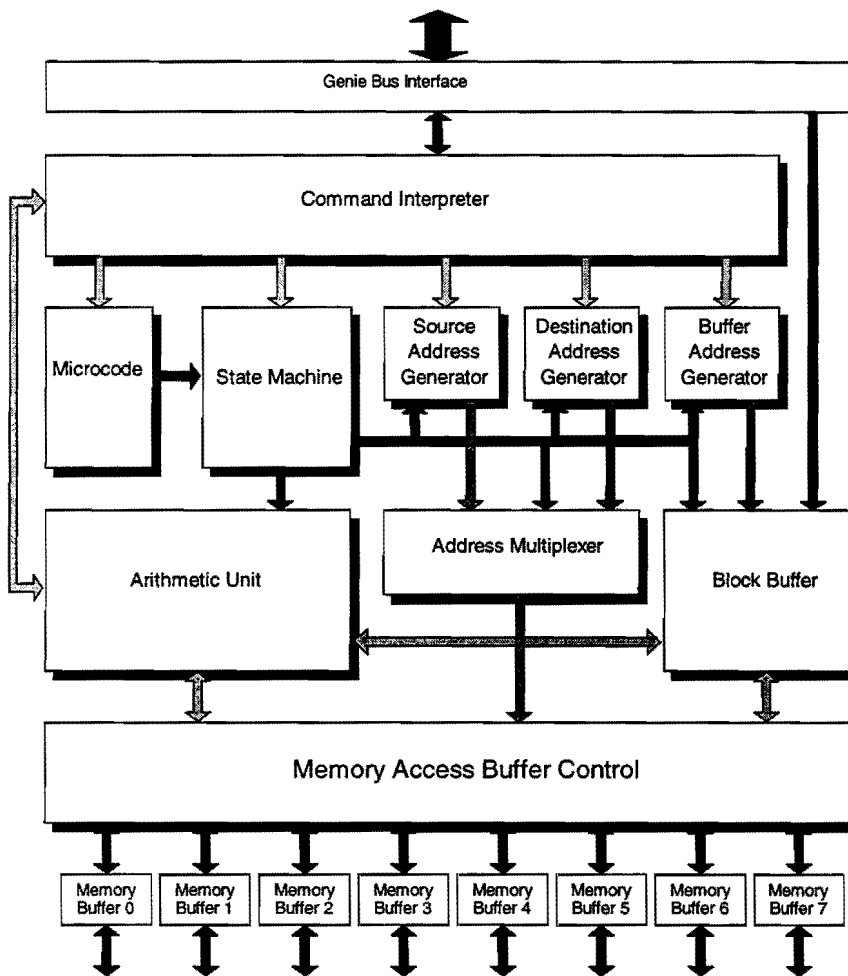 Genie Bus Interface
Command Interpreter
Microcode
State Machine
Source
Address
Generator
Destination
Address
Generator
Buffer
Address
Generator
Arithmetic Unit
Address Multiplexer
Block Buffer
Memory Access Buffer Control
Memory
Buffer 0
Memory
Buffer 1
Memory
Buffer 2
Memory
Buffer 3
Memory
Buffer 4
Memory
Buffer 5
Memory
Buffer 6
Memory
Buffer 7